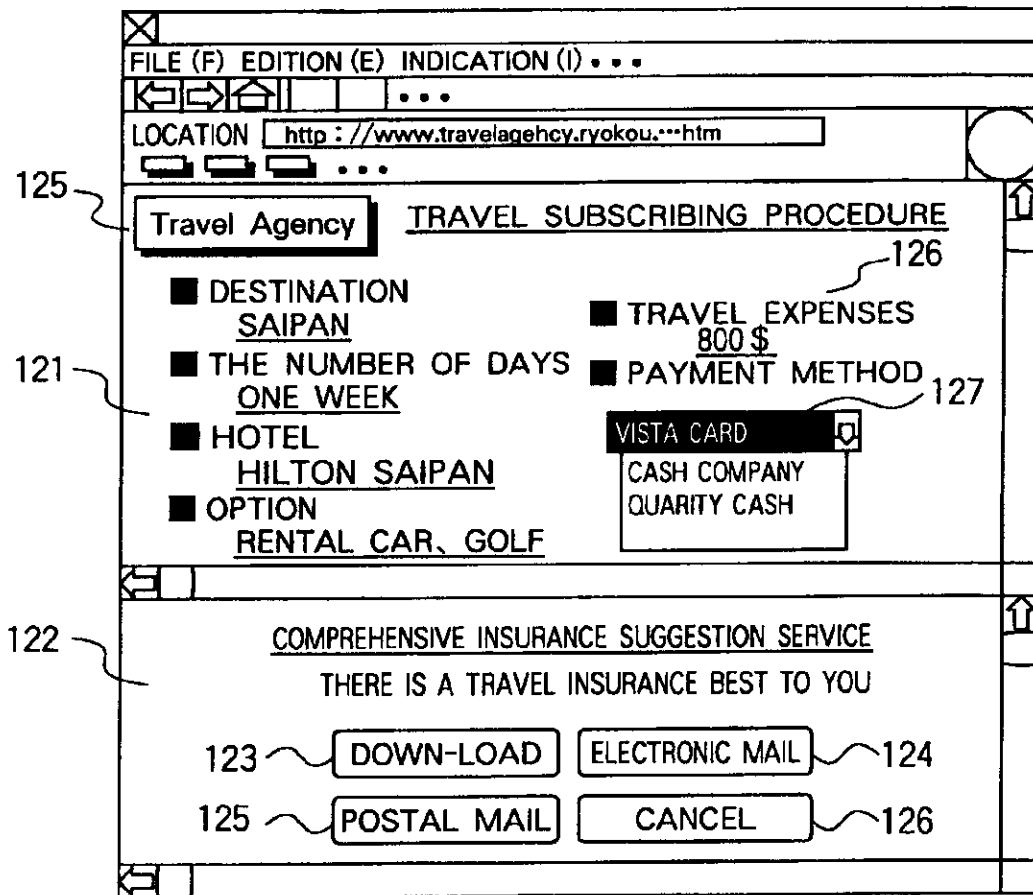 FILE (F) EDITION (E) INDICATION (I) • • •
• • •
LOCATION http://www.travelagehcy.ryokou.···htm
• • •
125
Travel Agency
TRAVEL SUBSCRIBING PROCEDURE
126
121
■ DESTINATION
SAIPAN
■ THE NUMBER OF DAYS
ONE WEEK
■ HOTEL
HILTON SAIPAN
■ OPTION
RENTAL CAR、GOLF
■ TRAVEL EXPENSES
800 $
■ PAYMENT METHOD
127
VISTA CARD
CASH COMPANY
QUARITY CASH
122
COMPREHENSIVE INSURANCE SUGGESTION SERVICE
THERE IS A TRAVEL INSURANCE BEST TO YOU
123 DOWN-LOAD ELECTRONIC MAIL 124
125 POSTAL MAIL CANCEL 126